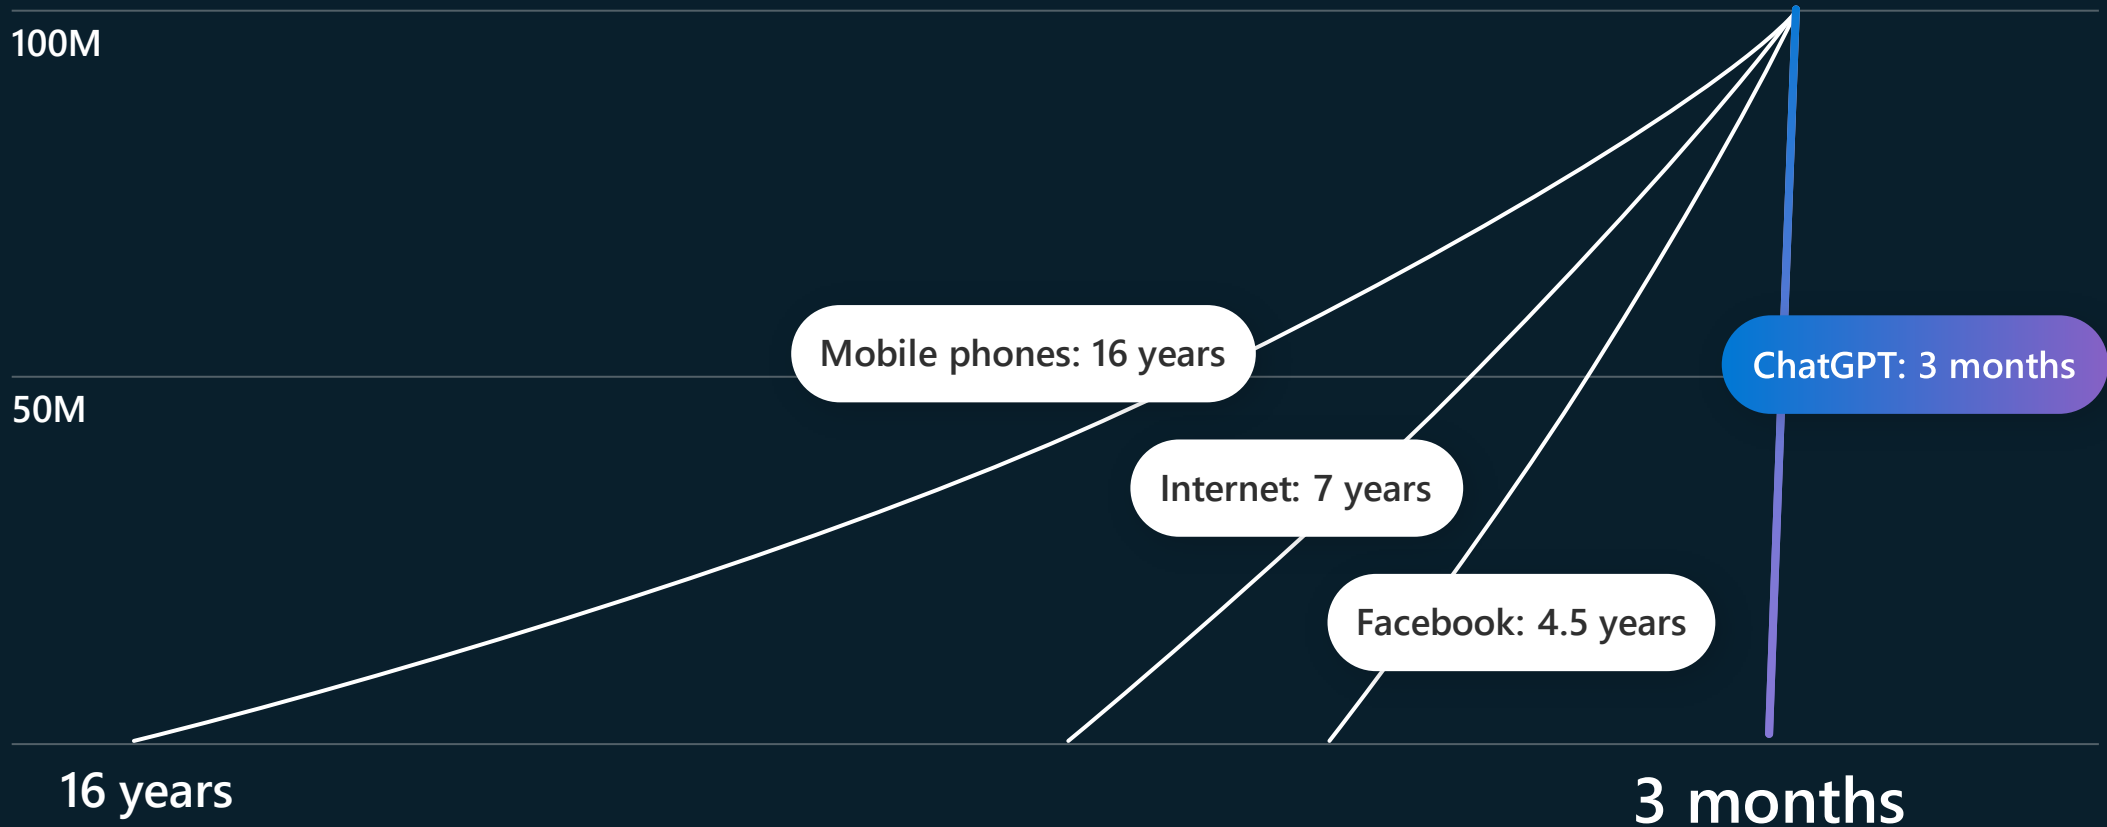 100M
Mobile phones: 16 years
ChatGPT: 3 months
50M
Internet: 7 years
Facebook: 4.5 years
16 years
3 months